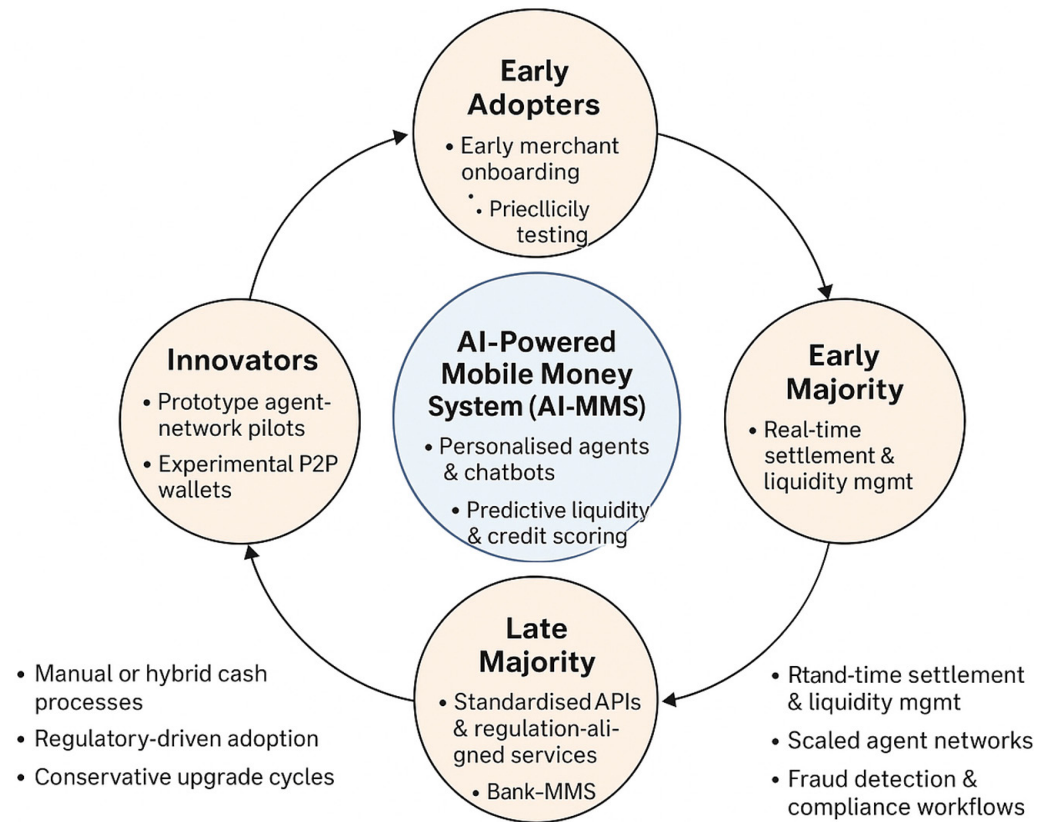 Early
Adopters
• Early merchant
onboarding
• Priecllicily
testing
Innovators
• Prototype agent-
network pilots
• Experimental P2P
wallets
AI-Powered
Mobile Money
System (AI-MMS)
• Personalised agents
& chatbots
• Predictive liquidity
& credit scoring
Early
Majority
• Real-time
settlement &
liquidity mgmt
Late
Majority
• Standardised APIs
& regulation-ali-
gned services
• Bank-MMS
• Manual or hybrid cash
processes
• Regulatory-driven adoption
• Conservative upgrade cycles
• Rtand-time settlement
& liquidity mgmt
• Scaled agent networks
• Fraud detection &
compliance workflows